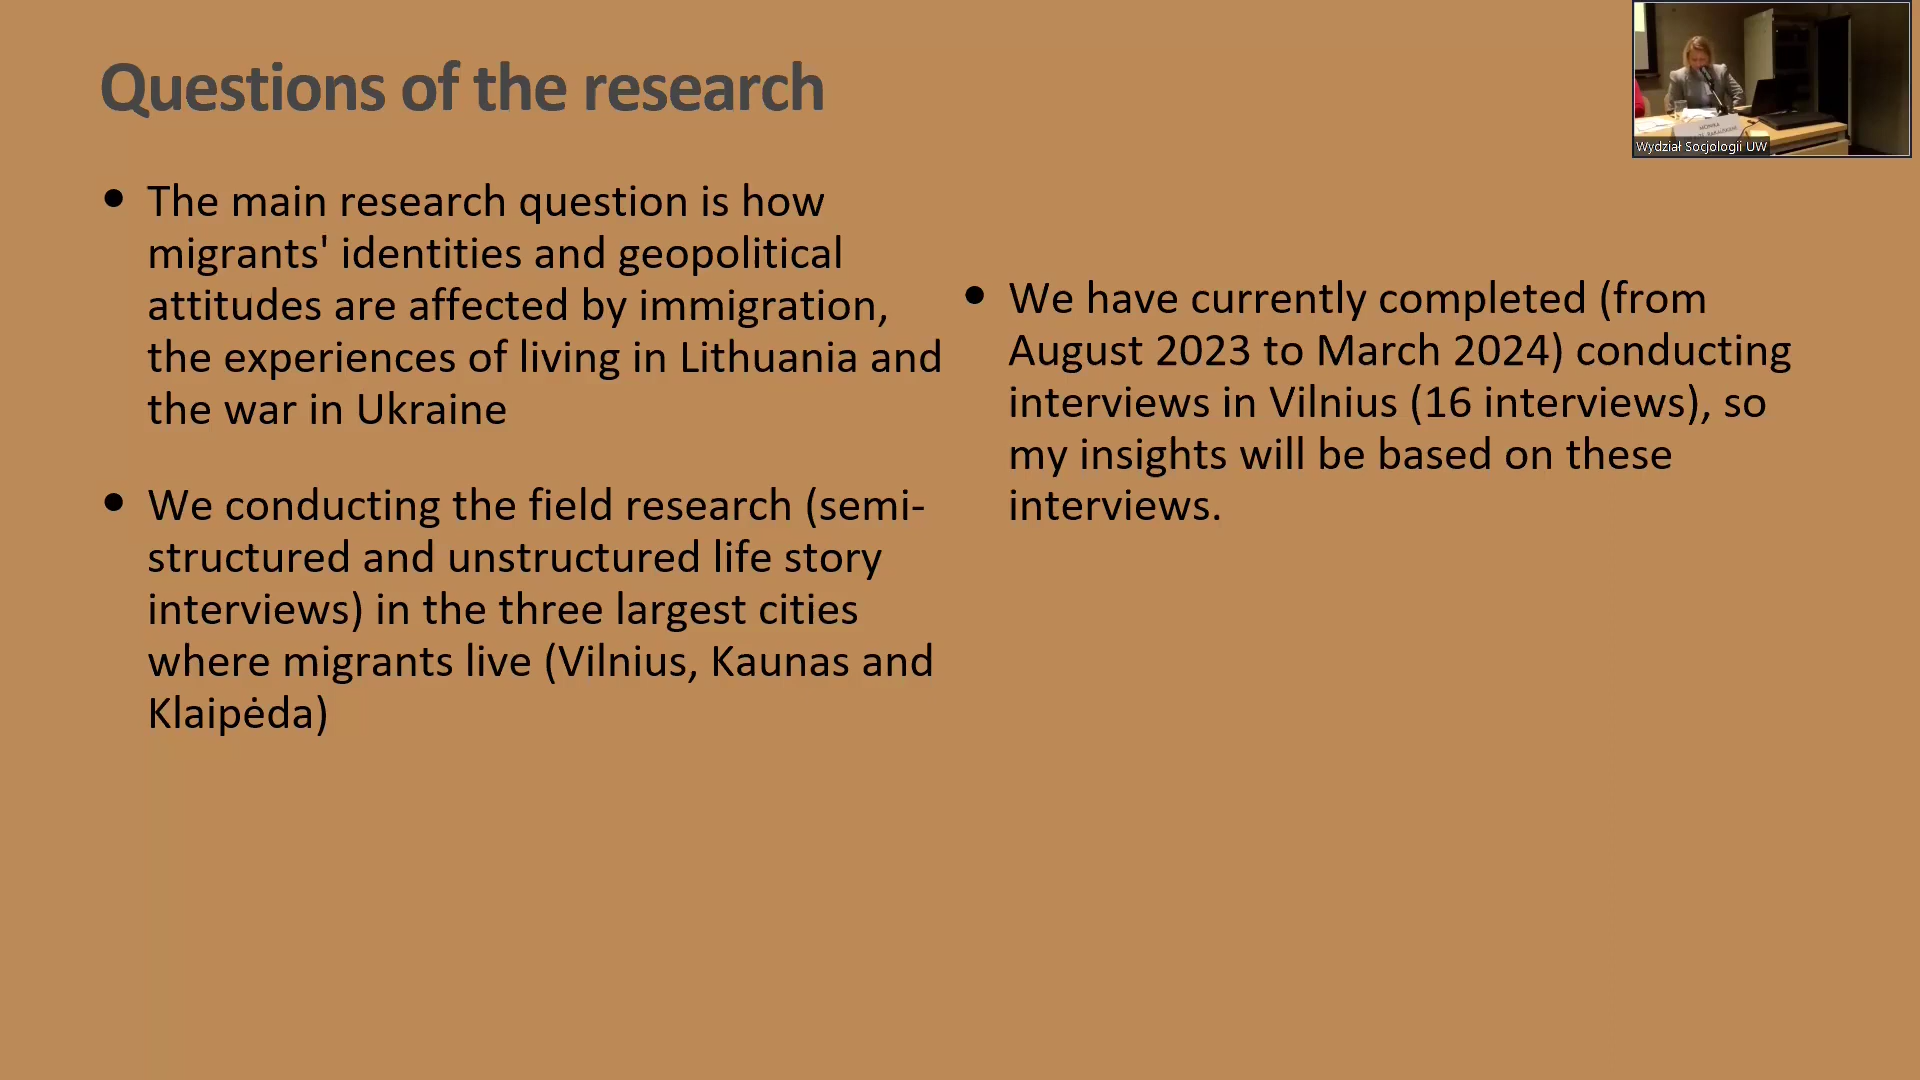 Questions of the research
• The main research question is how
migrants' identities and geopolitical
attitudes are affected by immigration,
the experiences of living in Lithuania and
the war in Ukraine
• We conducting the field research (semi-
structured and unstructured life story
interviews) in the three largest cities
where migrants live (Vilnius, Kaunas and
Klaipėda)
• We have currently completed (from
August 2023 to March 2024) conducting
interviews in Vilnius (16 interviews), so
my insights will be based on these
interviews.
MONIKA
Wydział Socjologii UW